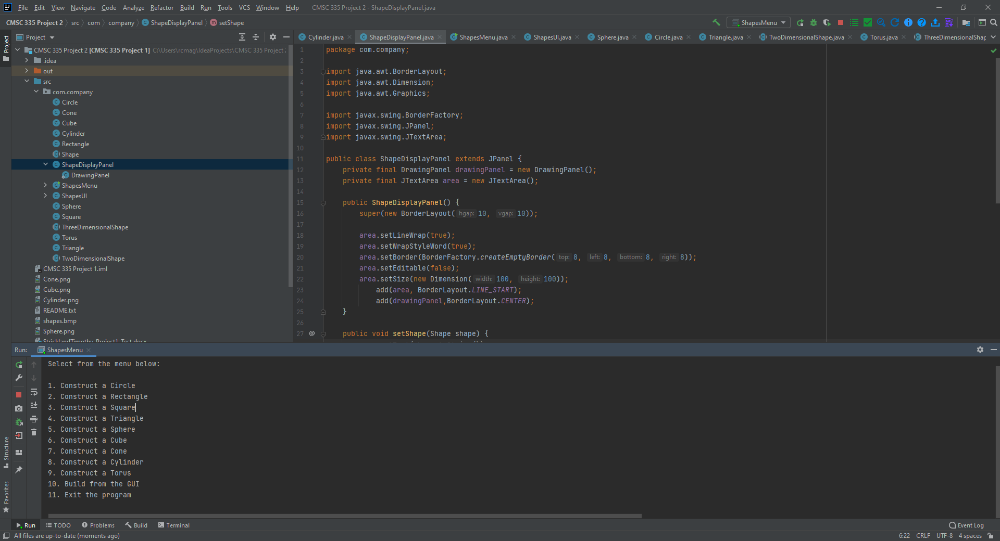 File Edit View Navigate Code Analyze Refactor Build Run Tools VCS Window Help CMSC 335 Project 2 - ShapeDisplayPanel.java
CMSC 335 Project 2 src com company ShapeDisplayPanel setShape ShapesMenu
Project
Cylinder.java ShapeDisplayPanel.java ShapesMenu.java ShapesUI.java Sphere.java Circle.java Triangle.java TwoDimensionalShape.java Torus.java ThreeDimensionalShap
Project
CMSC 335 Project 2 [CMSC 335 Project 1] C:\Users\rcmag\IdeaProjects\CMSC 335 Project
.idea
out
src
com.company
Circle
Cone
Cube
Cylinder
Rectangle
Shape
ShapeDisplayPanel
DrawingPanel
ShapesMenu
ShapesUI
Sphere
Square
ThreeDimensionalShape
Torus
Triangle
TwoDimensionalShape
CMSC 335 Project 1.iml
Cone.png
Cube.png
Cylinder.png
README.txt
shapes.bmp
Sphere.png
StricklandTimothy_Project1_Test.docx
1 package com.company;
2
3 import java.awt.BorderLayout;
4 import java.awt.Dimension;
5 import java.awt.Graphics;
6
7 import javax.swing.BorderFactory;
8 import javax.swing.JPanel;
9 import javax.swing.JTextArea;
10
11 public class ShapeDisplayPanel extends JPanel {
12 private final DrawingPanel drawingPanel = new DrawingPanel();
13 private final JTextArea area = new JTextArea();
14
15 public ShapeDisplayPanel() {
16 super(new BorderLayout( hgap: 10, vgap: 10));
17
18 area.setLineWrap(true);
19 area.setWrapStyleWord(true);
20 area.setBorder(BorderFactory.createEmptyBorder( top: 8, left: 8, bottom: 8, right: 8));
21 area.setEditable(false);
22 area.setSize(new Dimension( width: 100, height: 100));
23 add(area, BorderLayout.LINE_START);
24 add(drawingPanel,BorderLayout.CENTER);
25 }
26
27 @ public void setShape(Shape shape) {
Run: ShapesMenu
Select from the menu below:
1. Construct a Circle
2. Construct a Rectangle
3. Construct a Square
4. Construct a Triangle
5. Construct a Sphere
6. Construct a Cube
7. Construct a Cone
8. Construct a Cylinder
9. Construct a Torus
10. Build from the GUI
11. Exit the program
Structure
Favorites
Run TODO Problems Build Terminal Event Log
All files are up-to-date (moments ago) 6:22 CRLF UTF-8 4 spaces